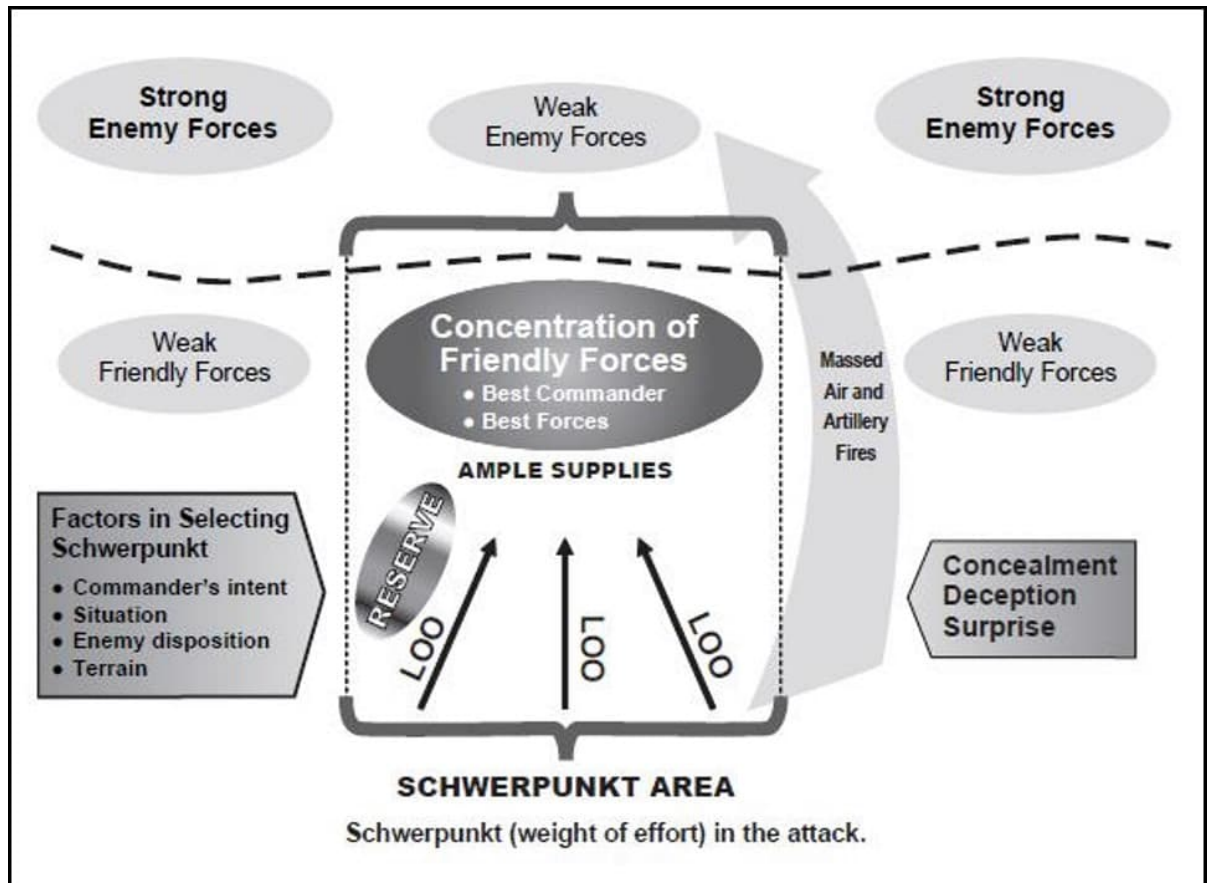 Strong
Enemy Forces
Weak
Enemy Forces
Strong
Enemy Forces
Weak
Friendly Forces
Concentration of
Friendly Forces
● Best Commander
● Best Forces
AMPLE SUPPLIES
Massed
Air and
Artillery
Fires
Weak
Friendly Forces
Factors in Selecting
Schwerpunkt
● Commander's intent
● Situation
● Enemy disposition
● Terrain
RESERVE
LOO
LOO
LOO
Concealment
Deception
Surprise
SCHWERPUNKT AREA
Schwerpunkt (weight of effort) in the attack.